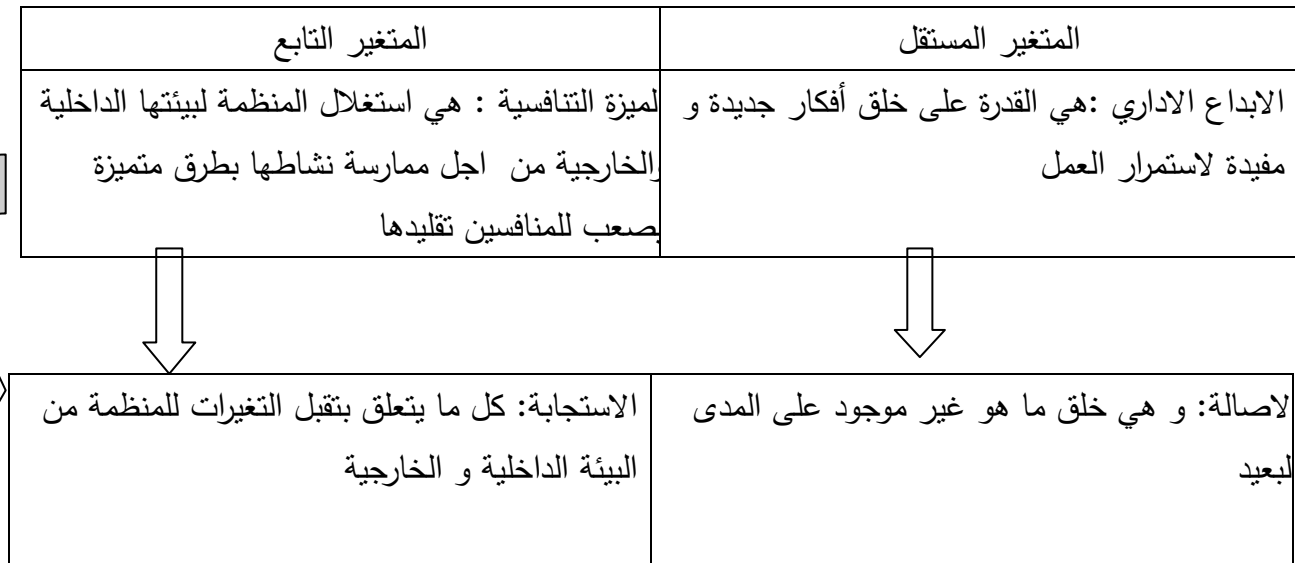 المتغير المستقل
المتغير التابع
الابداع الاداري :هي القدرة على خلق أفكار جديدة و
مفيدة لاستمرار العمل
لميزة التنافسية : هي استغلال المنظمة لبيئتها الداخلية
والخارجية من اجل ممارسة نشاطها بطرق متميزة
يصعب للمنافسين تقليدها
لاصالة: و هي خلق ما هو غير موجود على المدى
لبعيد
الاستجابة: كل ما يتعلق بتقبل التغيرات للمنظمة من
البيئة الداخلية و الخارجية